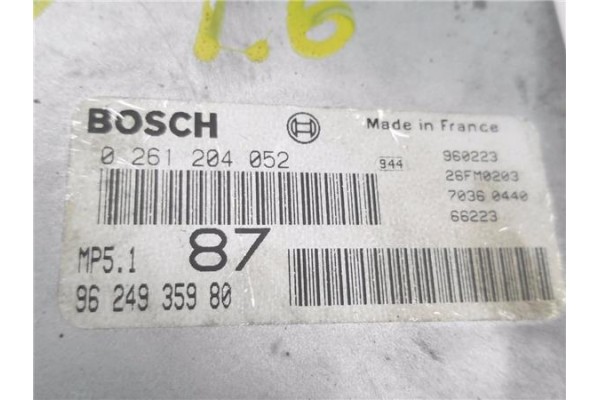 1.6
BOSCH Made in France
0 261 204 052 944 960223
26FM0203
7036 0440
66223
MP5.1 87
96 249 359 80